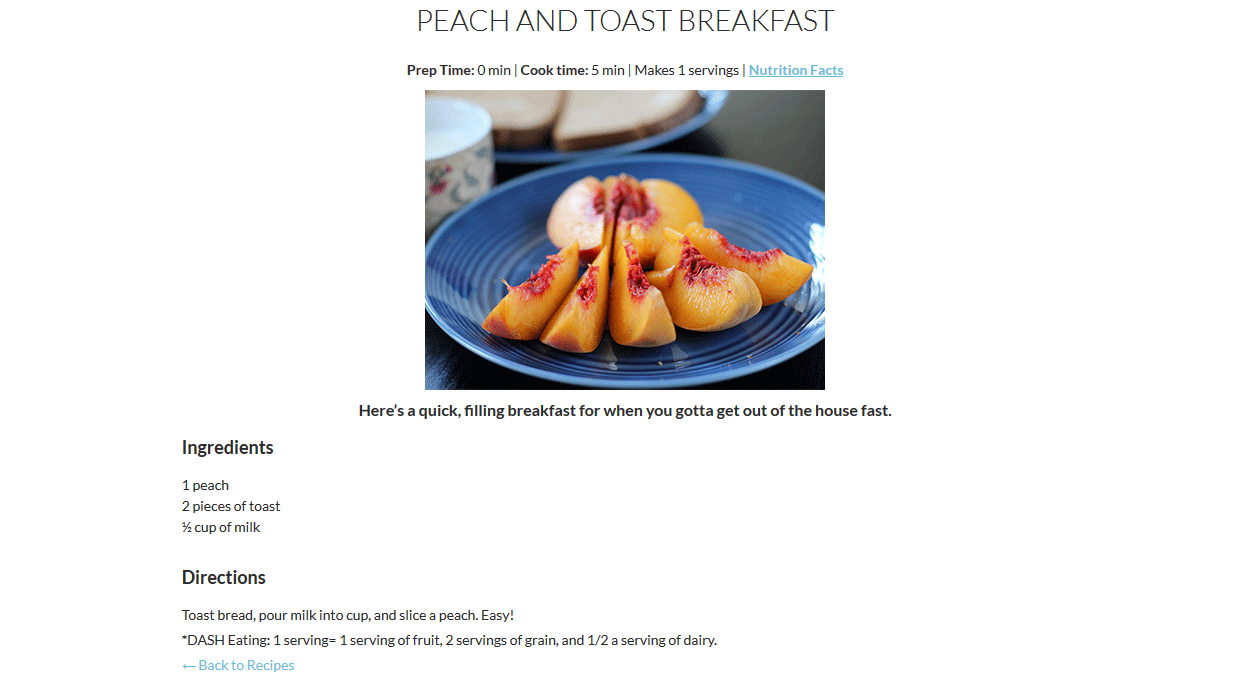 PEACH AND TOAST BREAKFAST
Prep Time: 0 min | Cook time: 5 min | Makes 1 servings | Nutrition Facts
Here’s a quick, filling breakfast for when you gotta get out of the house fast.
Ingredients
1 peach
2 pieces of toast
½ cup of milk
Directions
Toast bread, pour milk into cup, and slice a peach. Easy!
*DASH Eating: 1 serving= 1 serving of fruit, 2 servings of grain, and 1/2 a serving of dairy.
← Back to Recipes